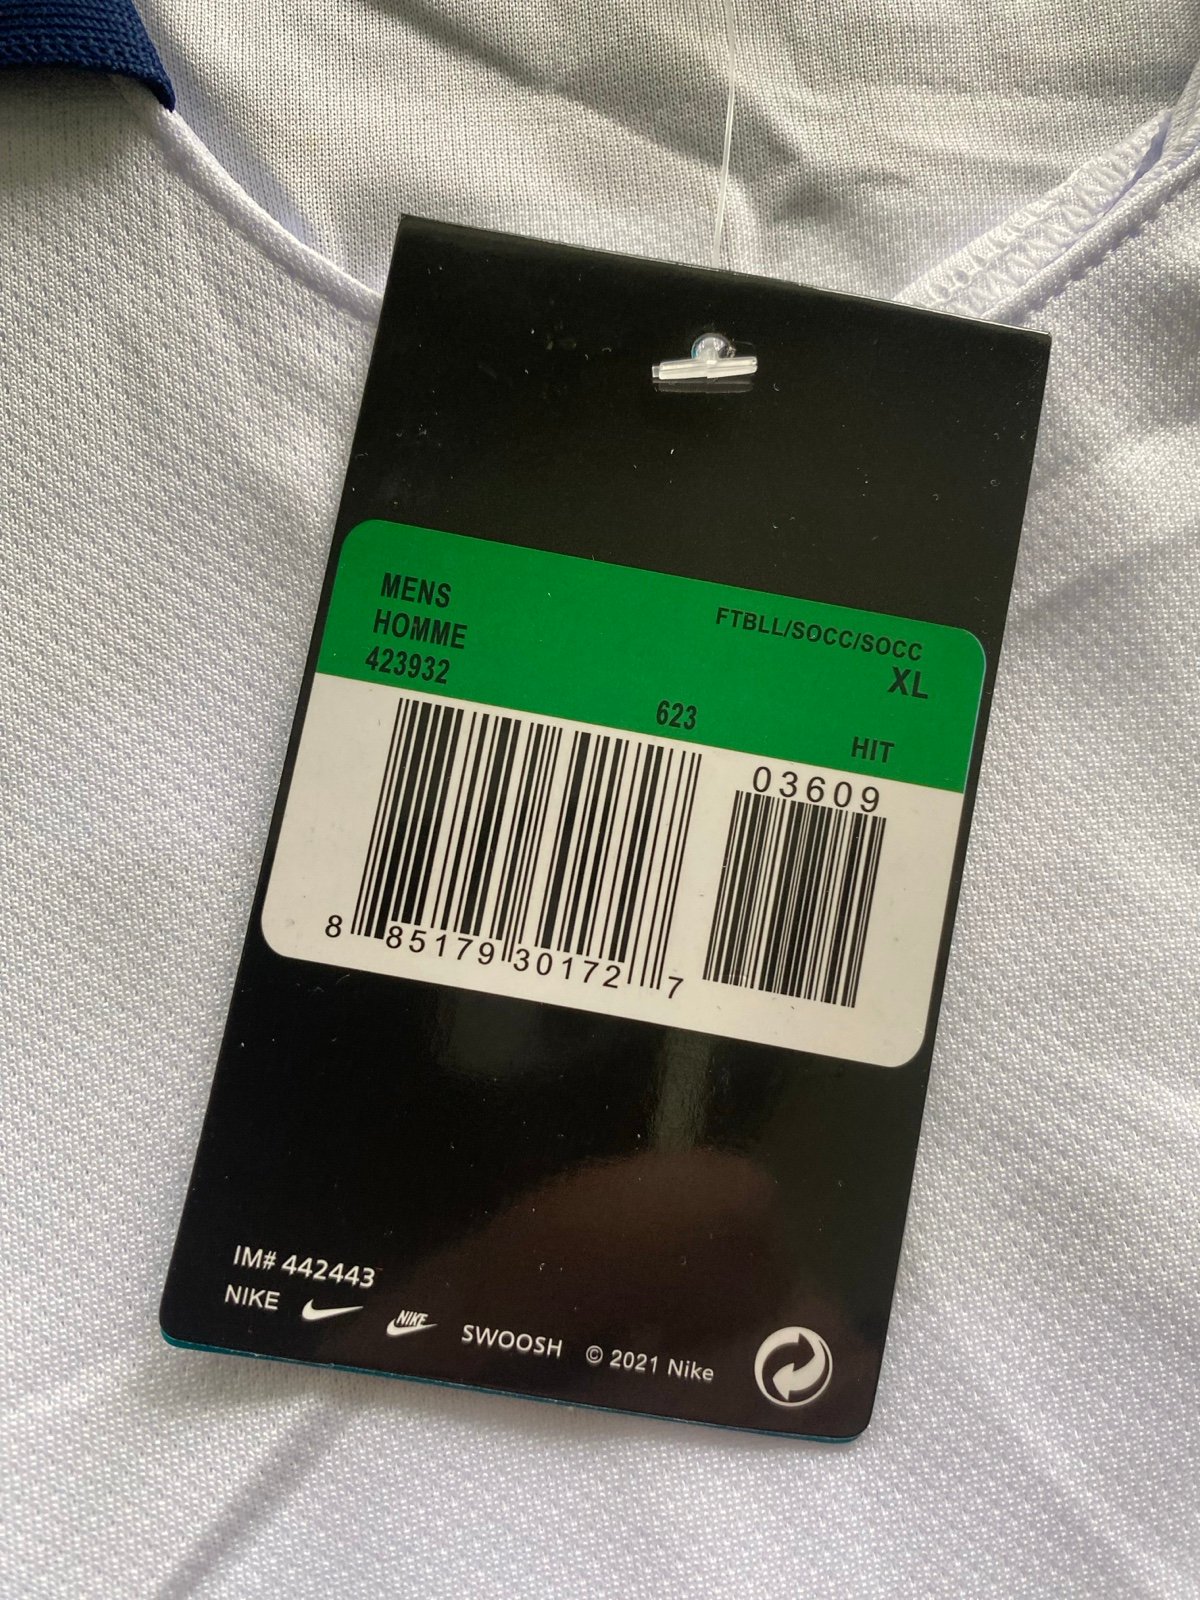 MENS
HOMME
423932
FTBLL/SOCC/SOCC
XL
623
HIT
03609
8 85179 30172 7
IM# 442443
NIKE NIKE SWOOSH © 2021 Nike